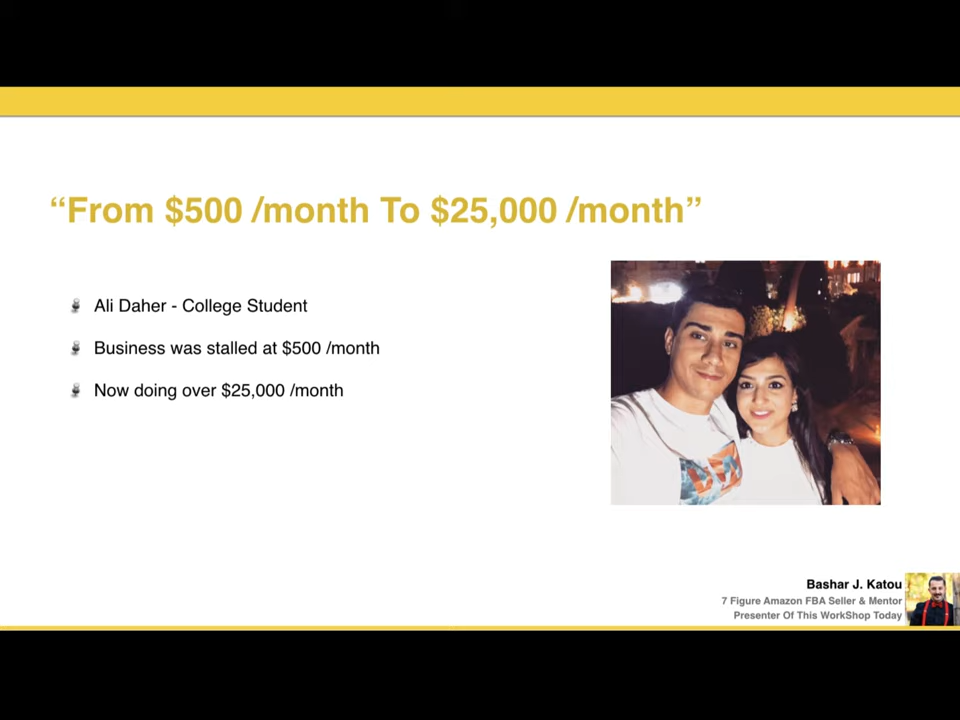 “From $500 /month To $25,000 /month”
Ali Daher - College Student
Business was stalled at $500 /month
Now doing over $25,000 /month
Bashar J. Katou
7 Figure Amazon FBA Seller & Mentor
Presenter Of This WorkShop Today